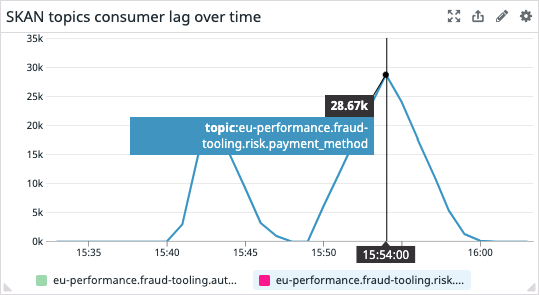 SKAN topics consumer lag over time
35k
30k
25k
20k
15k
10k
5k
0k
28.67k
topic:eu-performance.fraud-
tooling.risk.payment_method
15:35
15:40
15:45
15:50
15:54:00
16:00
eu-performance.fraud-tooling.aut...
eu-performance.fraud-tooling.risk....